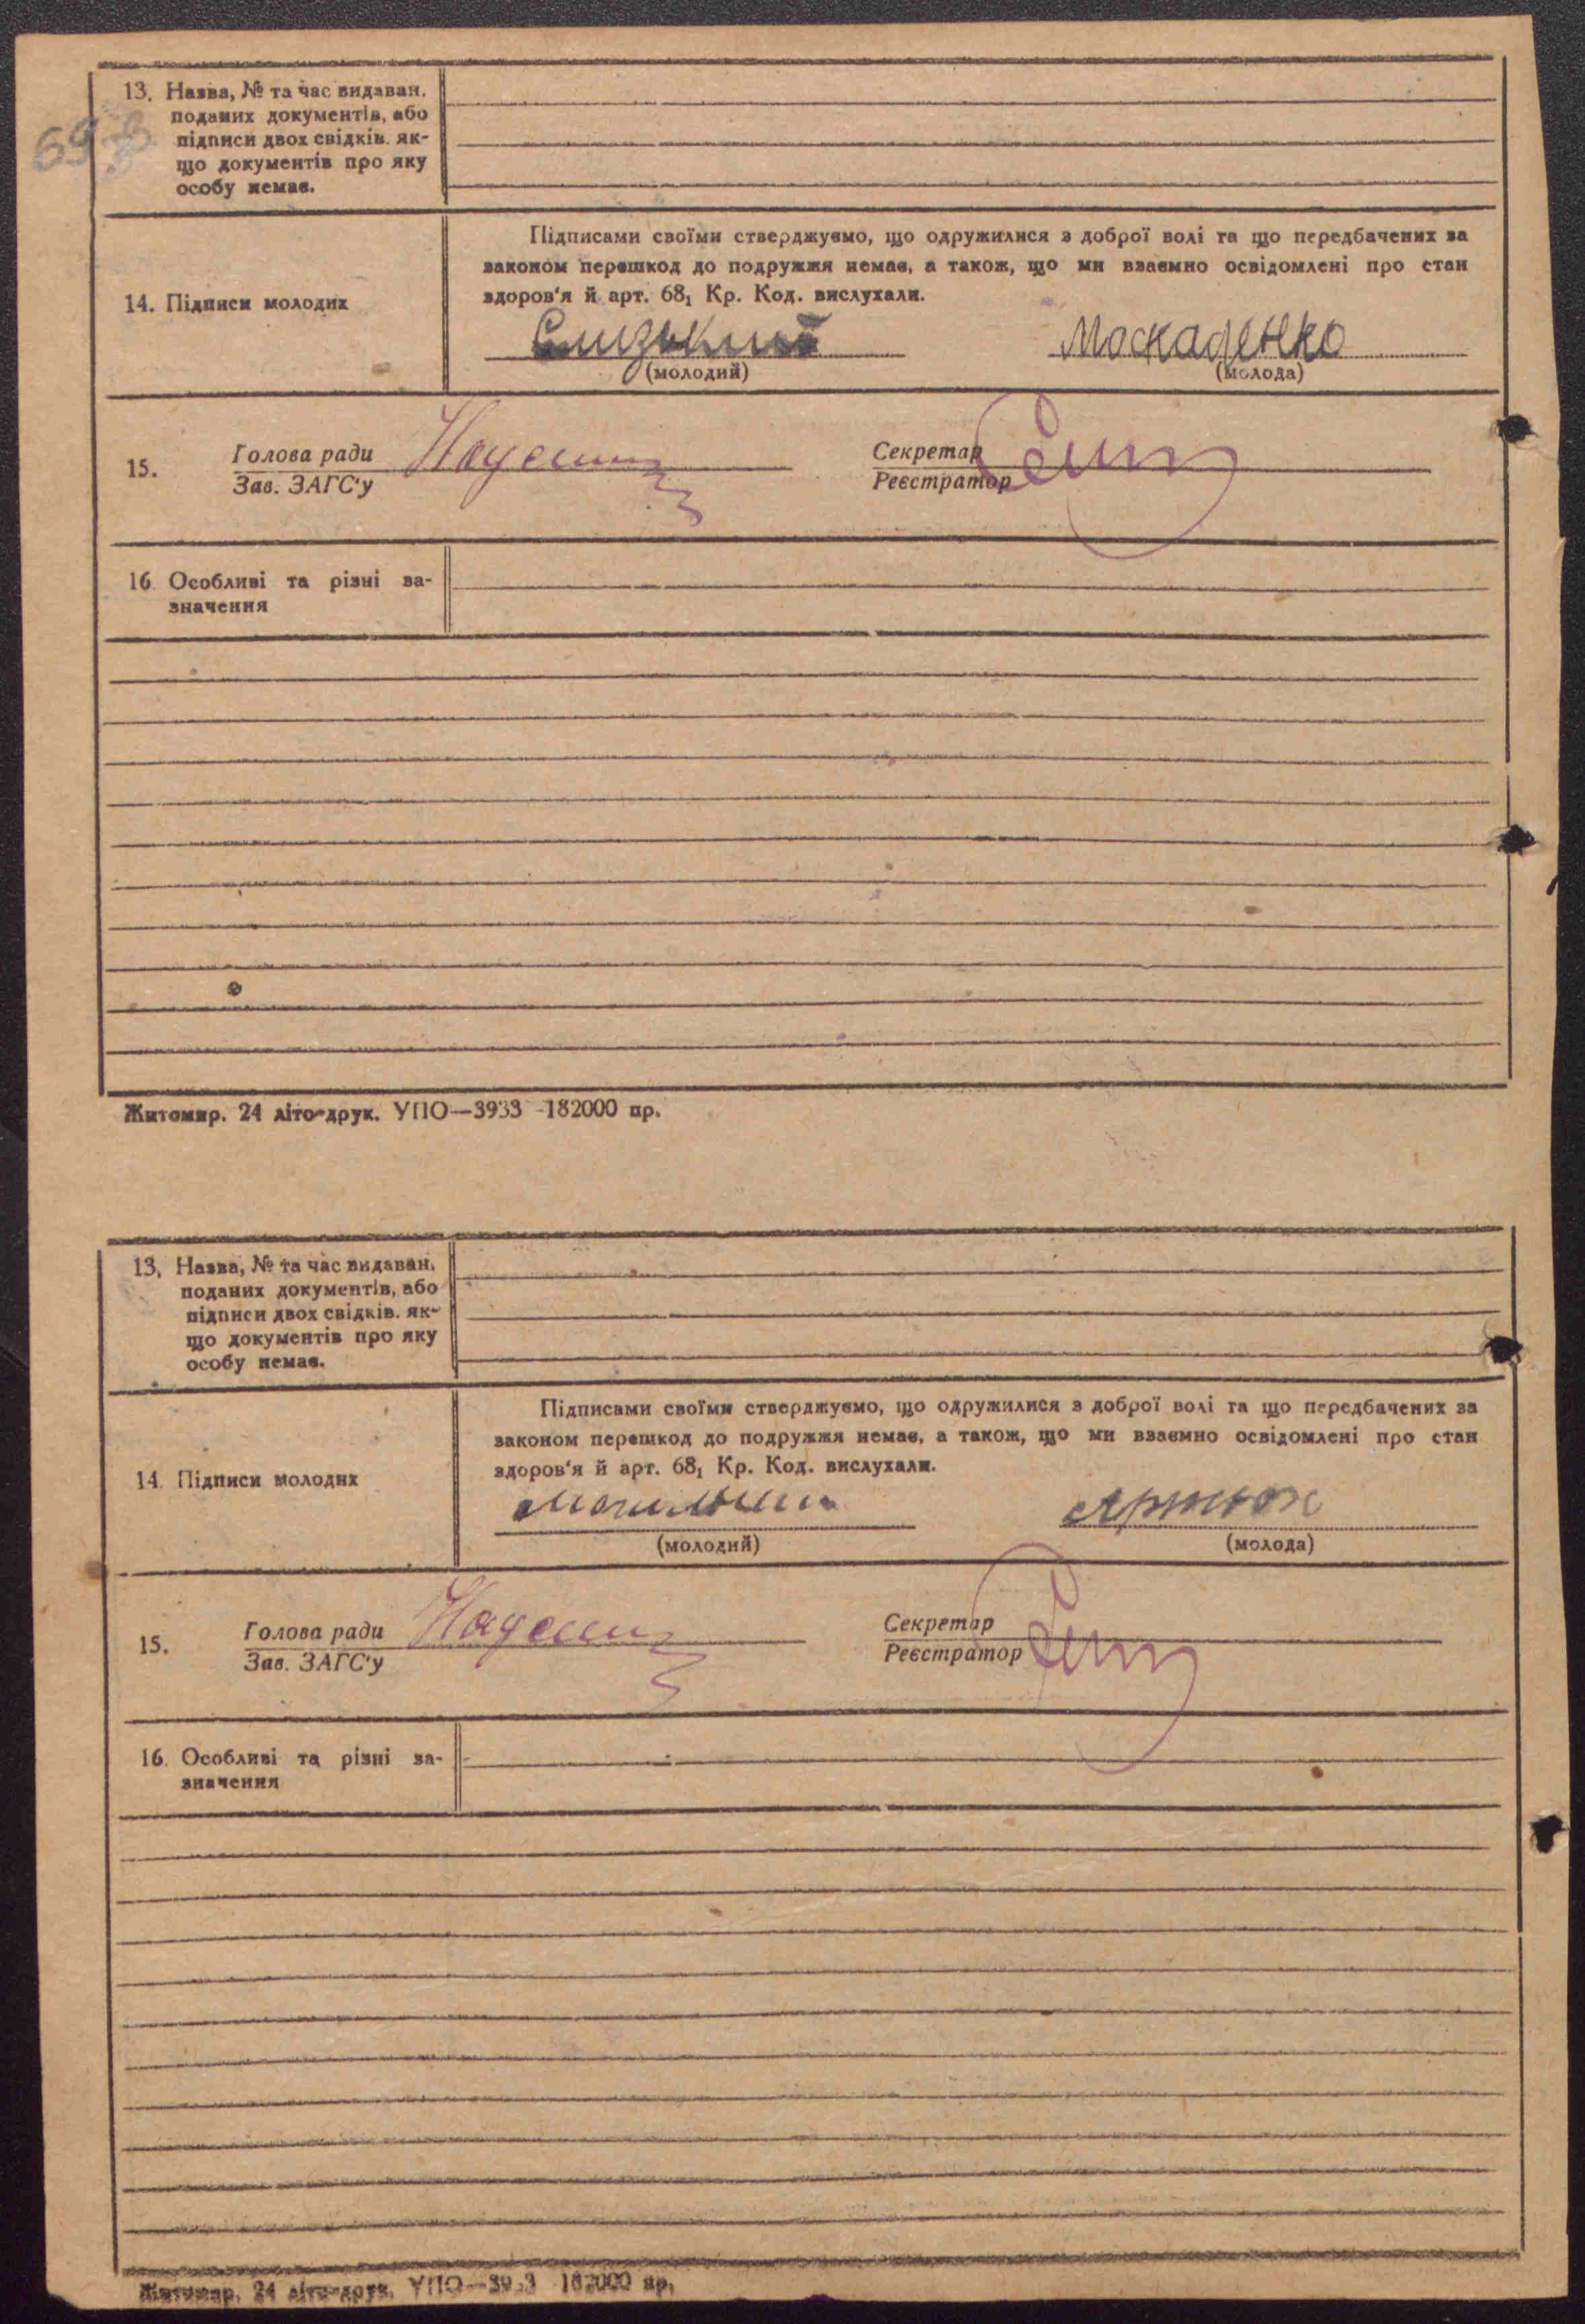 69
13. Назва, № та час видаван.
поданих документів, або
підписи двох свідків. як-
що документів про яку
особу немає.
Підписами своїми стверджуємо, що одружилися з доброї волі та що передбачених за
законом перешкод до подружжя немає, а також, що ми взаємно освідомлені про стан
здоров'я й арт. 68₁ Кр. Код. вислухали.
14. Підписи молодих
Слизький
(молодий) (молода)
15. Голова ради Секретар
Зав. ЗАГС'у Реєстратор
16. Особливі та різні за-
значення
Житомир. 24 літо-друк. УПО—3933 -182000 пр.
13. Назва, № та час видаван.
поданих документів, або
підписи двох свідків. як-
що документів про яку
особу немає.
Підписами своїми стверджуємо, що одружилися з доброї волі та що передбачених за
законом перешкод до подружжя немає, а також, що ми взаємно освідомлені про стан
здоров'я й арт. 68₁ Кр. Код. вислухали.
14. Підписи молодих
Артюх
(молодий) (молода)
15. Голова ради Секретар
Зав. ЗАГС'у Реєстратор
16. Особливі та різні за-
значення
Житомир. 24 літо-друк. УПО—3933 182000 пр.